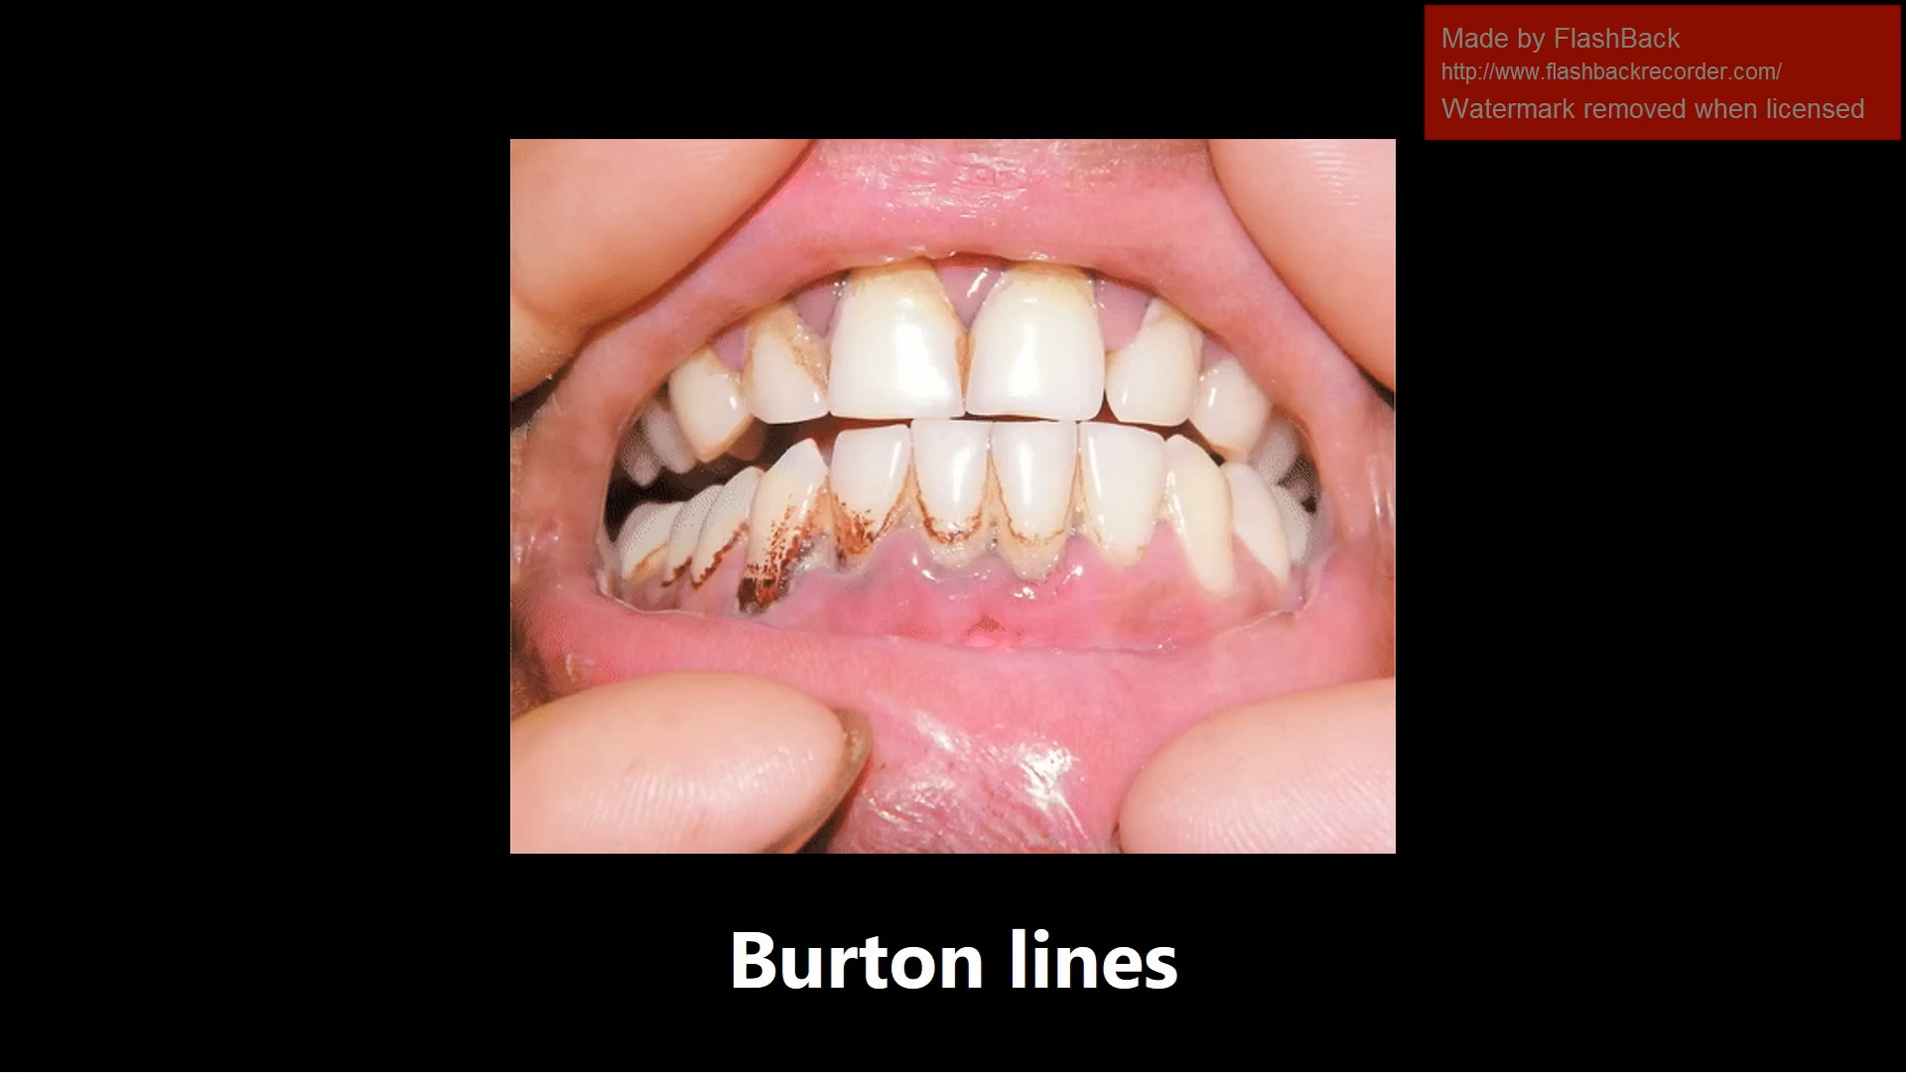 Made by FlashBack
http://www.flashbackrecorder.com/
Watermark removed when licensed
Burton lines